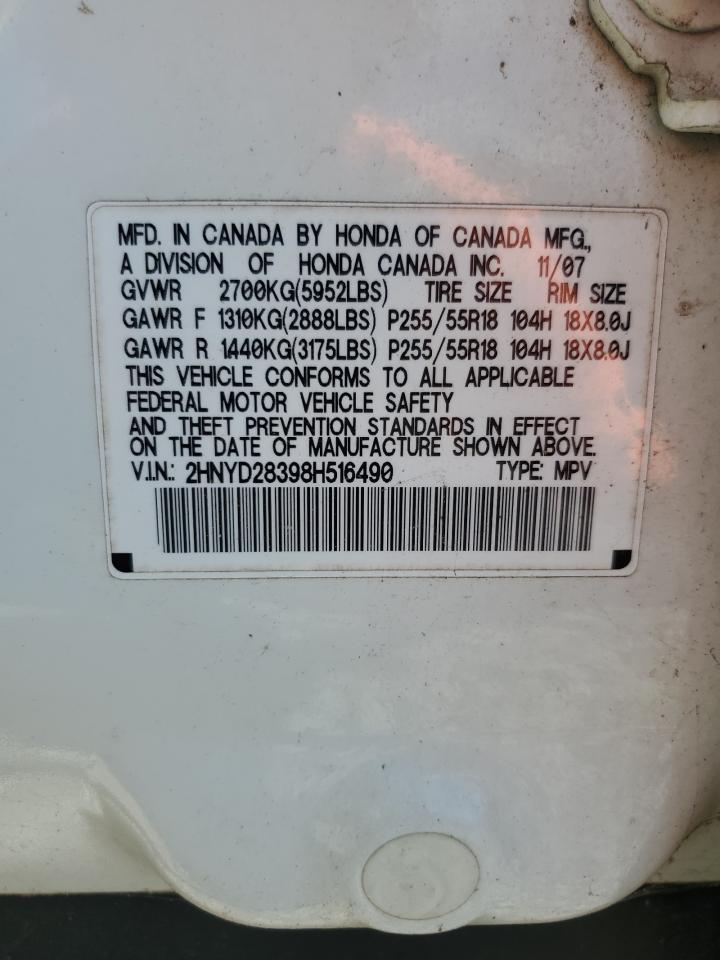 MFD. IN CANADA BY HONDA OF CANADA MFG.,
A DIVISION OF HONDA CANADA INC. 11/07
GVWR 2700KG(5952LBS) TIRE SIZE RIM SIZE
GAWR F 1310KG(2888LBS) P255/55R18 104H 18X8.0J
GAWR R 1440KG(3175LBS) P255/55R18 104H 18X8.0J
THIS VEHICLE CONFORMS TO ALL APPLICABLE
FEDERAL MOTOR VEHICLE SAFETY
AND THEFT PREVENTION STANDARDS IN EFFECT
ON THE DATE OF MANUFACTURE SHOWN ABOVE.
V.I.N.: 2HNYD28398H516490 TYPE: MPV